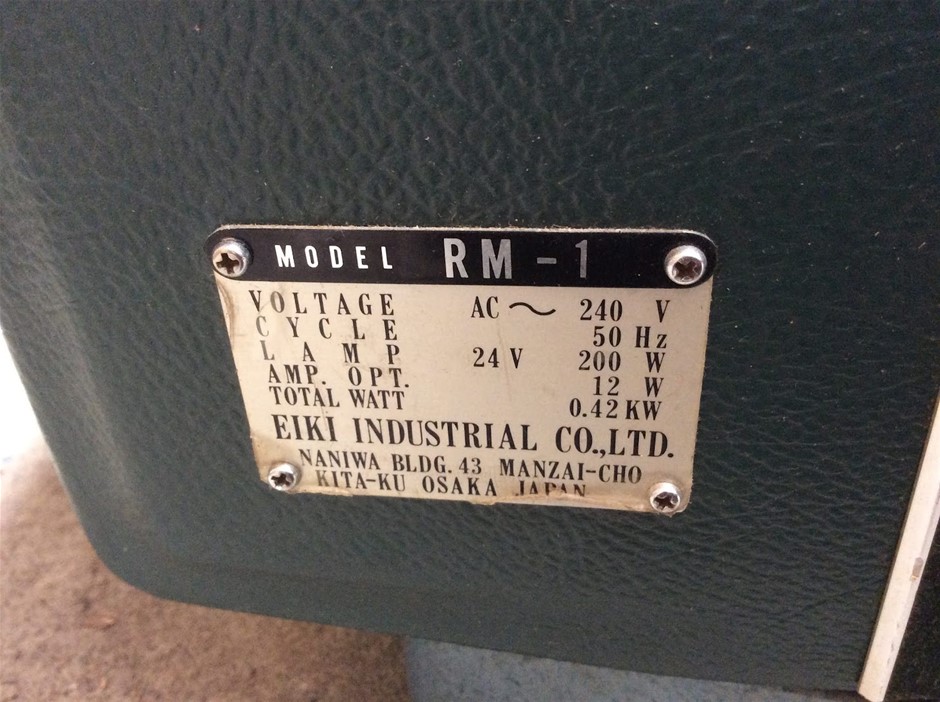 MODEL RM-1
VOLTAGE AC ~ 240 V
CYCLE 50 Hz
LAMP 24 V 200 W
AMP. OPT. 12 W
TOTAL WATT 0.42 KW
EIKI INDUSTRIAL CO.,LTD.
NANIWA BLDG. 43 MANZAI-CHO
KITA-KU OSAKA JAPAN